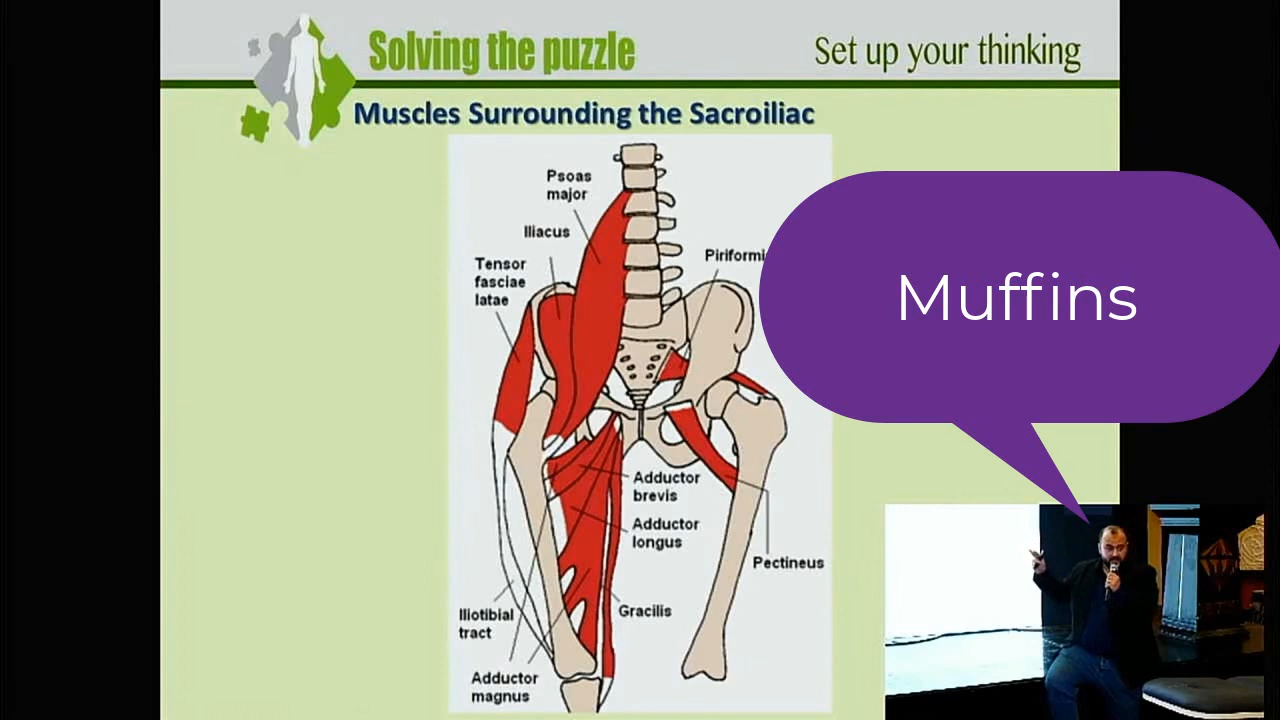 Solving the puzzle
Set up your thinking
Muscles Surrounding the Sacroiliac
Psoas
major
Iliacus
Tensor
fasciae
latae
Piriformi
Muffins
Adductor
brevis
Adductor
longus
Pectineus
Gracilis
Iliotibial
tract
Adductor
magnus